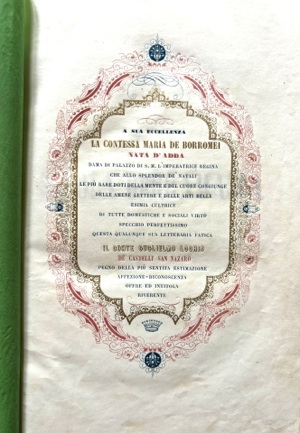 A SUA ECCELLENZA
LA CONTESSA MARIA DE BORROMEI
NATA D'ADDA
DAMA DI PALAZZO DI S. M. L'IMPERATRICE REGINA
CHE ALLO SPLENDOR DE' NATALI
LE PIÙ RARE DOTI DELLA MENTE E DEL CUORE CONGIUNGE
DELLE AMENE LETTERE E DELLE ARTI BELLE
ESIMIA CULTRICE
DI TUTTE DOMESTICHE E SOCIALI VIRTÙ
SPECCHIO PERFETTISSIMO
QUESTA QUALUNQUE SUA LETTERARIA FATICA
IL CONTE GUGLIELMO LOCHIS
DE' CASTELLI SAN NAZARO
PEGNO DELLA PIÙ SENTITA ESTIMAZIONE
AFFEZIONE-RICONOSCENZA
OFFRE ED INTITOLA
RIVERENTE